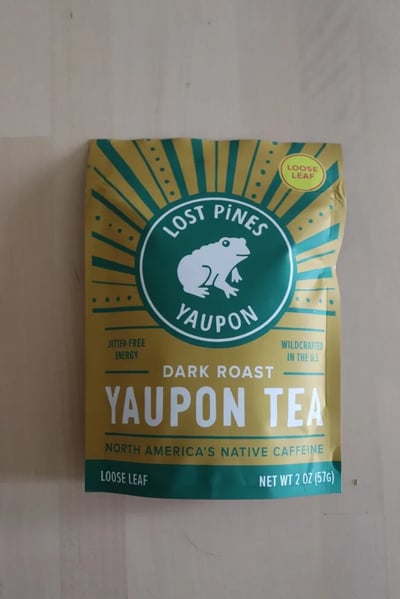 LOOSE
LEAF
LOST PiNES
YAUPON
JITTER-FREE
ENERGY
WILDCRAFTED
IN THE U.S.
DARK ROAST
YAUPON TEA
NORTH AMERICA'S NATIVE CAFFEINE
LOOSE LEAF
NET WT 2 OZ (57G)